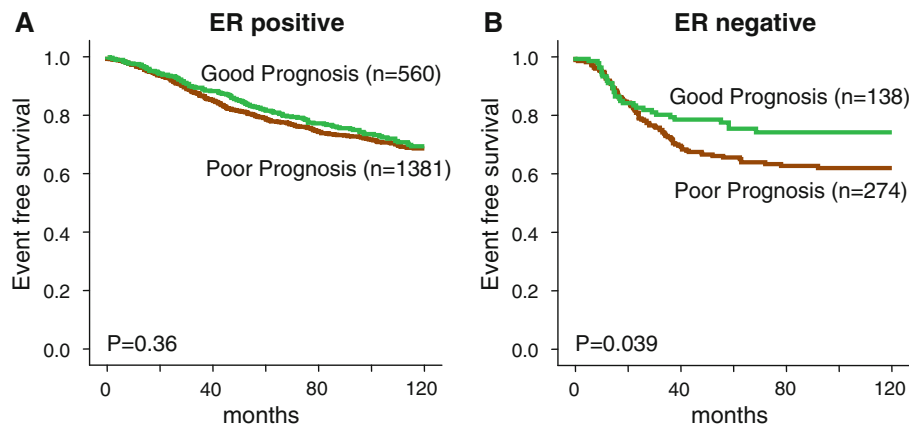 A ER positive
Event free survival
1.0
0.8
0.6
0.4
0.2
0.0
Good Prognosis (n=560)
Poor Prognosis (n=1381)
P=0.36
0 40 80 120
months
B ER negative
Event free survival
1.0
0.8
0.6
0.4
0.2
0.0
Good Prognosis (n=138)
Poor Prognosis (n=274)
P=0.039
0 40 80 120
months